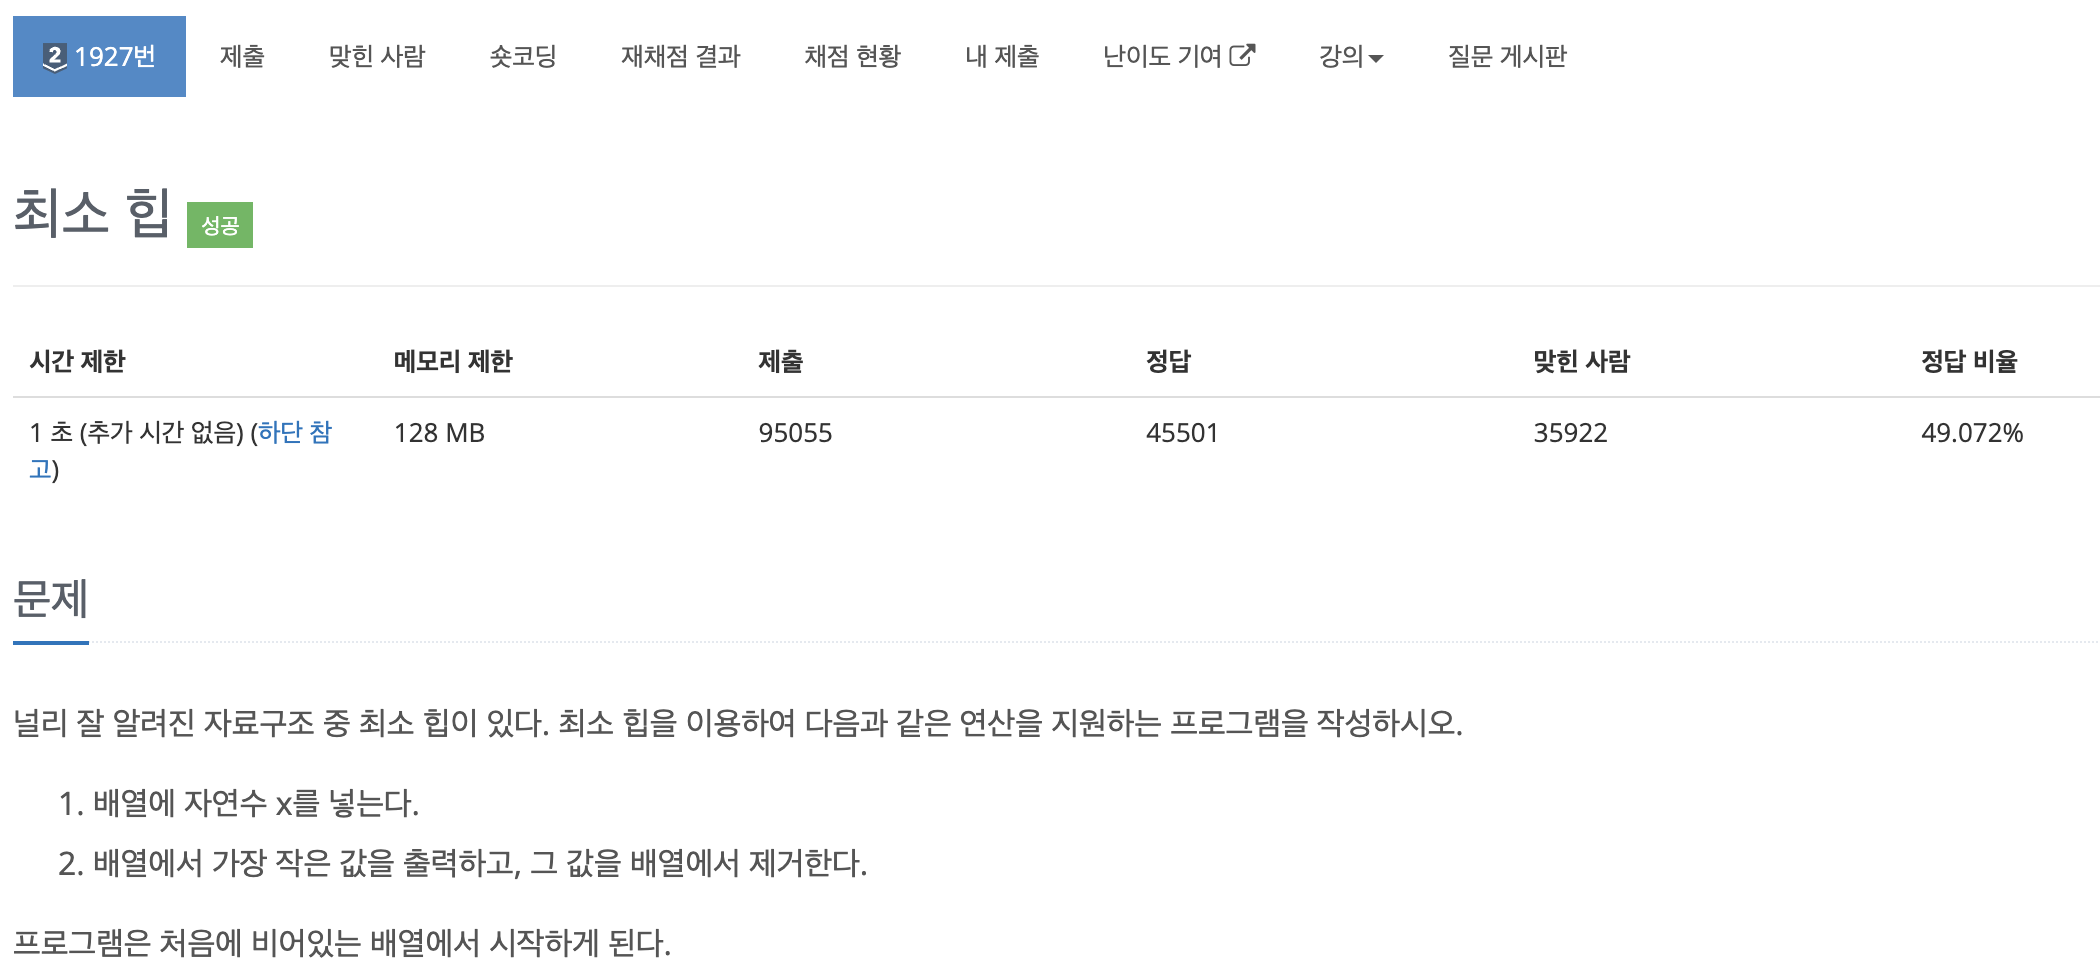 2 1927번 제출 맞힌 사람 숏코딩 재채점 결과 채점 현황 내 제출 난이도 기여 강의 질문 게시판
최소 힙 성공
시간 제한 메모리 제한 제출 정답 맞힌 사람 정답 비율
1 초 (추가 시간 없음) (하단 참 128 MB 95055 45501 35922 49.072%
고)
문제
널리 잘 알려진 자료구조 중 최소 힙이 있다. 최소 힙을 이용하여 다음과 같은 연산을 지원하는 프로그램을 작성하시오.
1. 배열에 자연수 x를 넣는다.
2. 배열에서 가장 작은 값을 출력하고, 그 값을 배열에서 제거한다.
프로그램은 처음에 비어있는 배열에서 시작하게 된다.